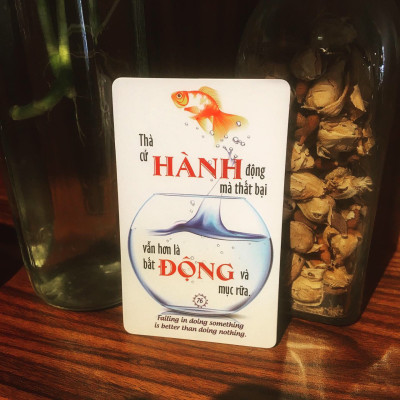 Thà
cứ HÀNH động
mà thất bại
vẫn hơn là
bất ĐỘNG và
mục rữa.
76
Failing in doing something
is better than doing nothing.